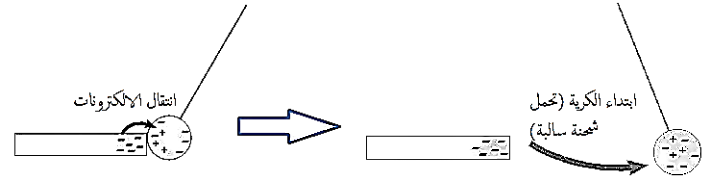 انتقال الالكترونات
ابتداء الكرية (تحمل
شحنة سالبة)